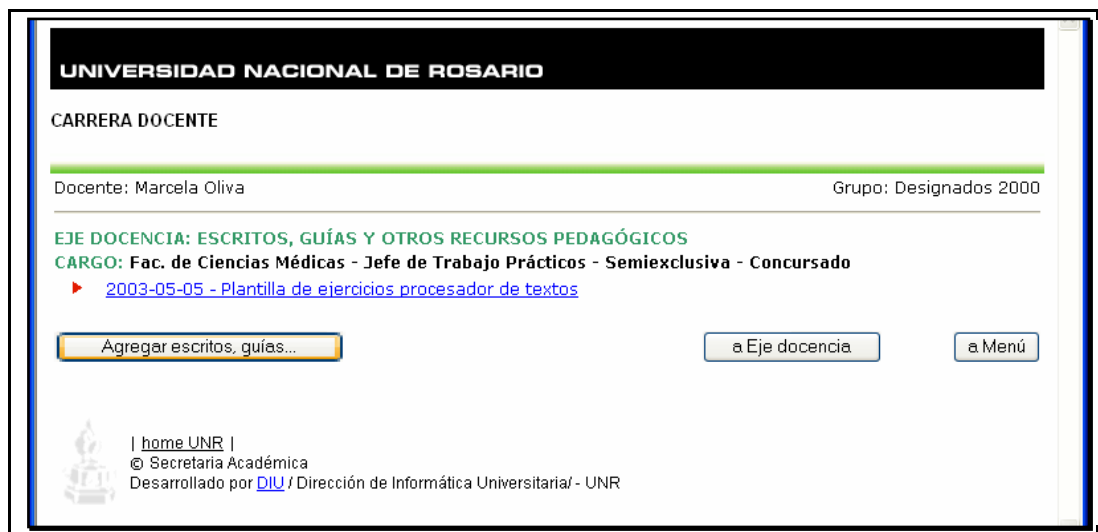 UNIVERSIDAD NACIONAL DE ROSARIO
CARRERA DOCENTE
Docente: Marcela Oliva Grupo: Designados 2000
EJE DOCENCIA: ESCRITOS, GUÍAS Y OTROS RECURSOS PEDAGÓGICOS
CARGO: Fac. de Ciencias Médicas - Jefe de Trabajo Prácticos - Semiexclusiva - Concursado
2003-05-05 - Plantilla de ejercicios procesador de textos
Agregar escritos, guías... a Eje docencia a Menú
| home UNR |
© Secretaria Académica
Desarrollado por DIU / Dirección de Informática Universitaria/ - UNR